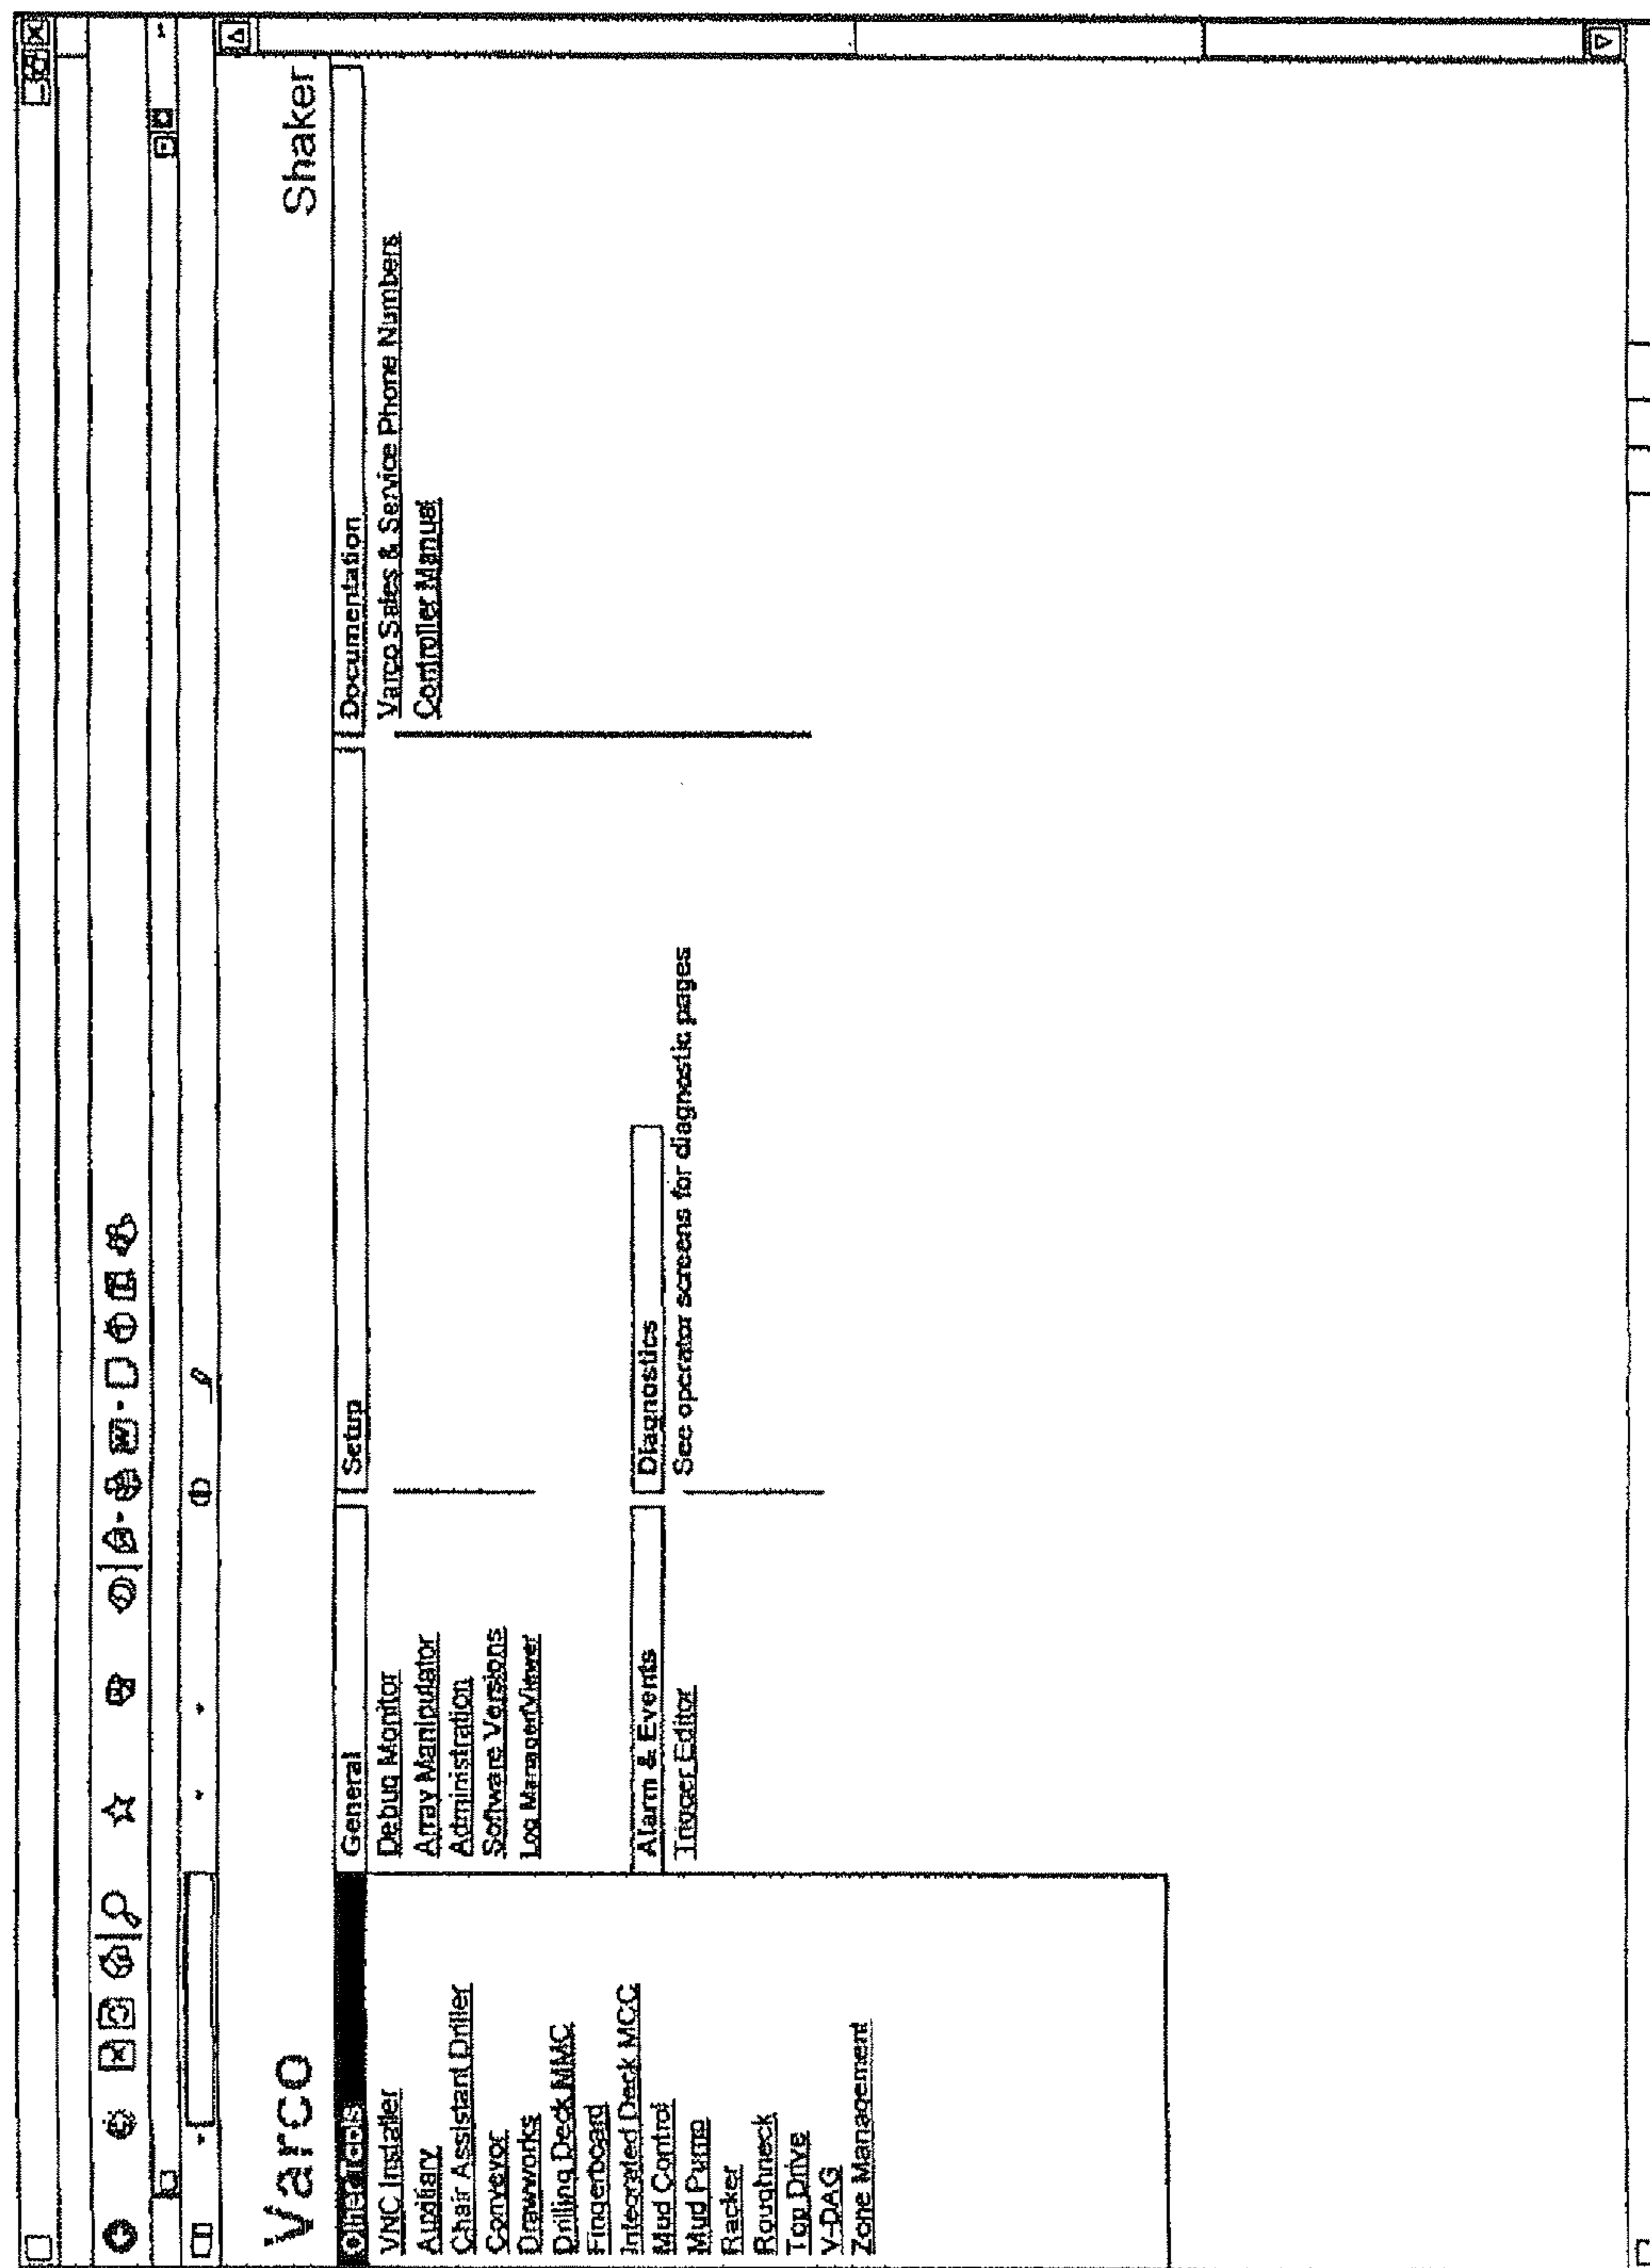 Varco
Shaker
VNC Installer
Auxiliary
Chair Assistant Driller
Conveyor
Drawworks
Drilling Deck MMC
Fingerboard
Integrated Deck MCC
Mud Control
Mud Pump
Racker
Roughneck
Top Drive
V-DAG
Zone Management
General
Debug Monitor
Array Manipulator
Administration
Software Versions
Log Manager/Viewer
Alarm & Events
Trigger Editor
Setup
Diagnostics
See operator screens for diagnostic pages
Documentation
Varco Sales & Service Phone Numbers
Controller Manual